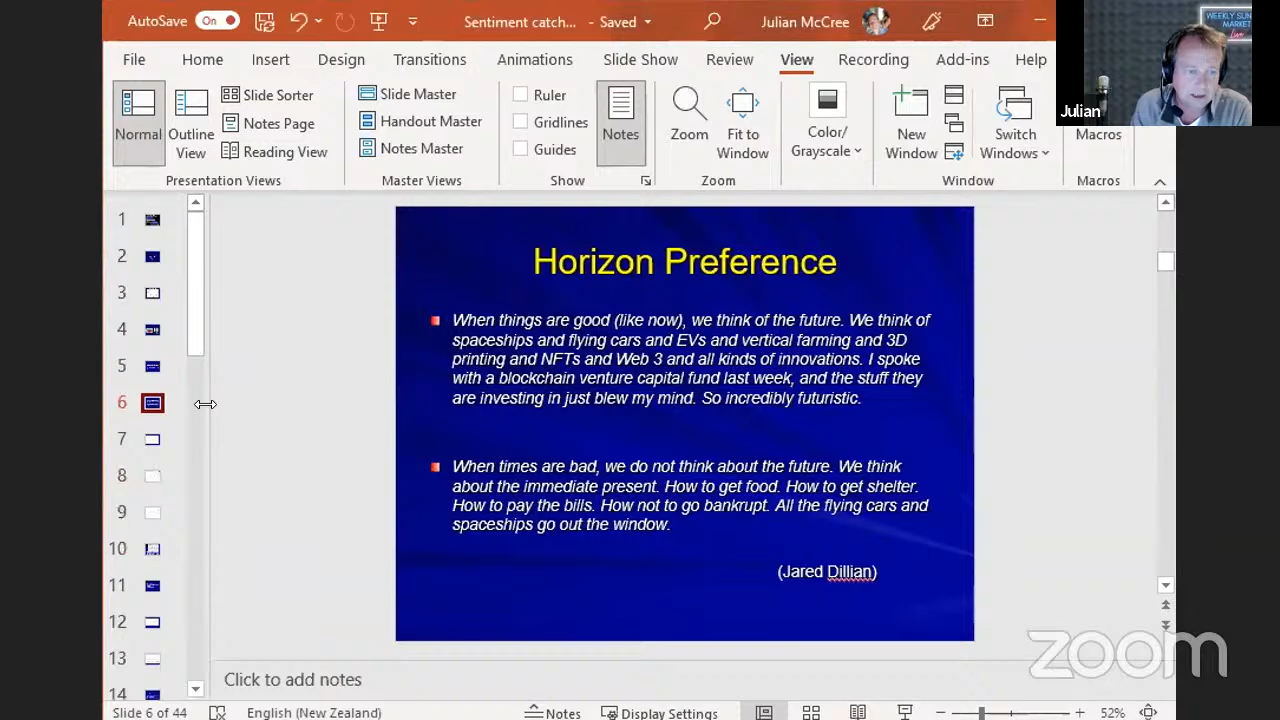 AutoSave On Sentiment catch... - Saved Julian McCree
WEEKLY SUN
MARKET
Live
Julian
File Home Insert Design Transitions Animations Slide Show Review View Recording Add-ins Help
Normal
Outline View
Slide Sorter
Notes Page
Reading View
Presentation Views
Slide Master
Handout Master
Notes Master
Master Views
Ruler
Gridlines
Guides
Show
Notes
Zoom
Fit to Window
Zoom
Color/
Grayscale
New Window
Switch Windows
Window
Macros
Macros
1
2
3
4
5
6
7
8
9
10
11
12
13
14
Horizon Preference
When things are good (like now), we think of the future. We think of
spaceships and flying cars and EVs and vertical farming and 3D
printing and NFTs and Web 3 and all kinds of innovations. I spoke
with a blockchain venture capital fund last week, and the stuff they
are investing in just blew my mind. So incredibly futuristic.
When times are bad, we do not think about the future. We think
about the immediate present. How to get food. How to get shelter.
How to pay the bills. How not to go bankrupt. All the flying cars and
spaceships go out the window.
(Jared Dillian)
Click to add notes
zoom
Slide 6 of 44 English (New Zealand) Notes Display Settings 52%